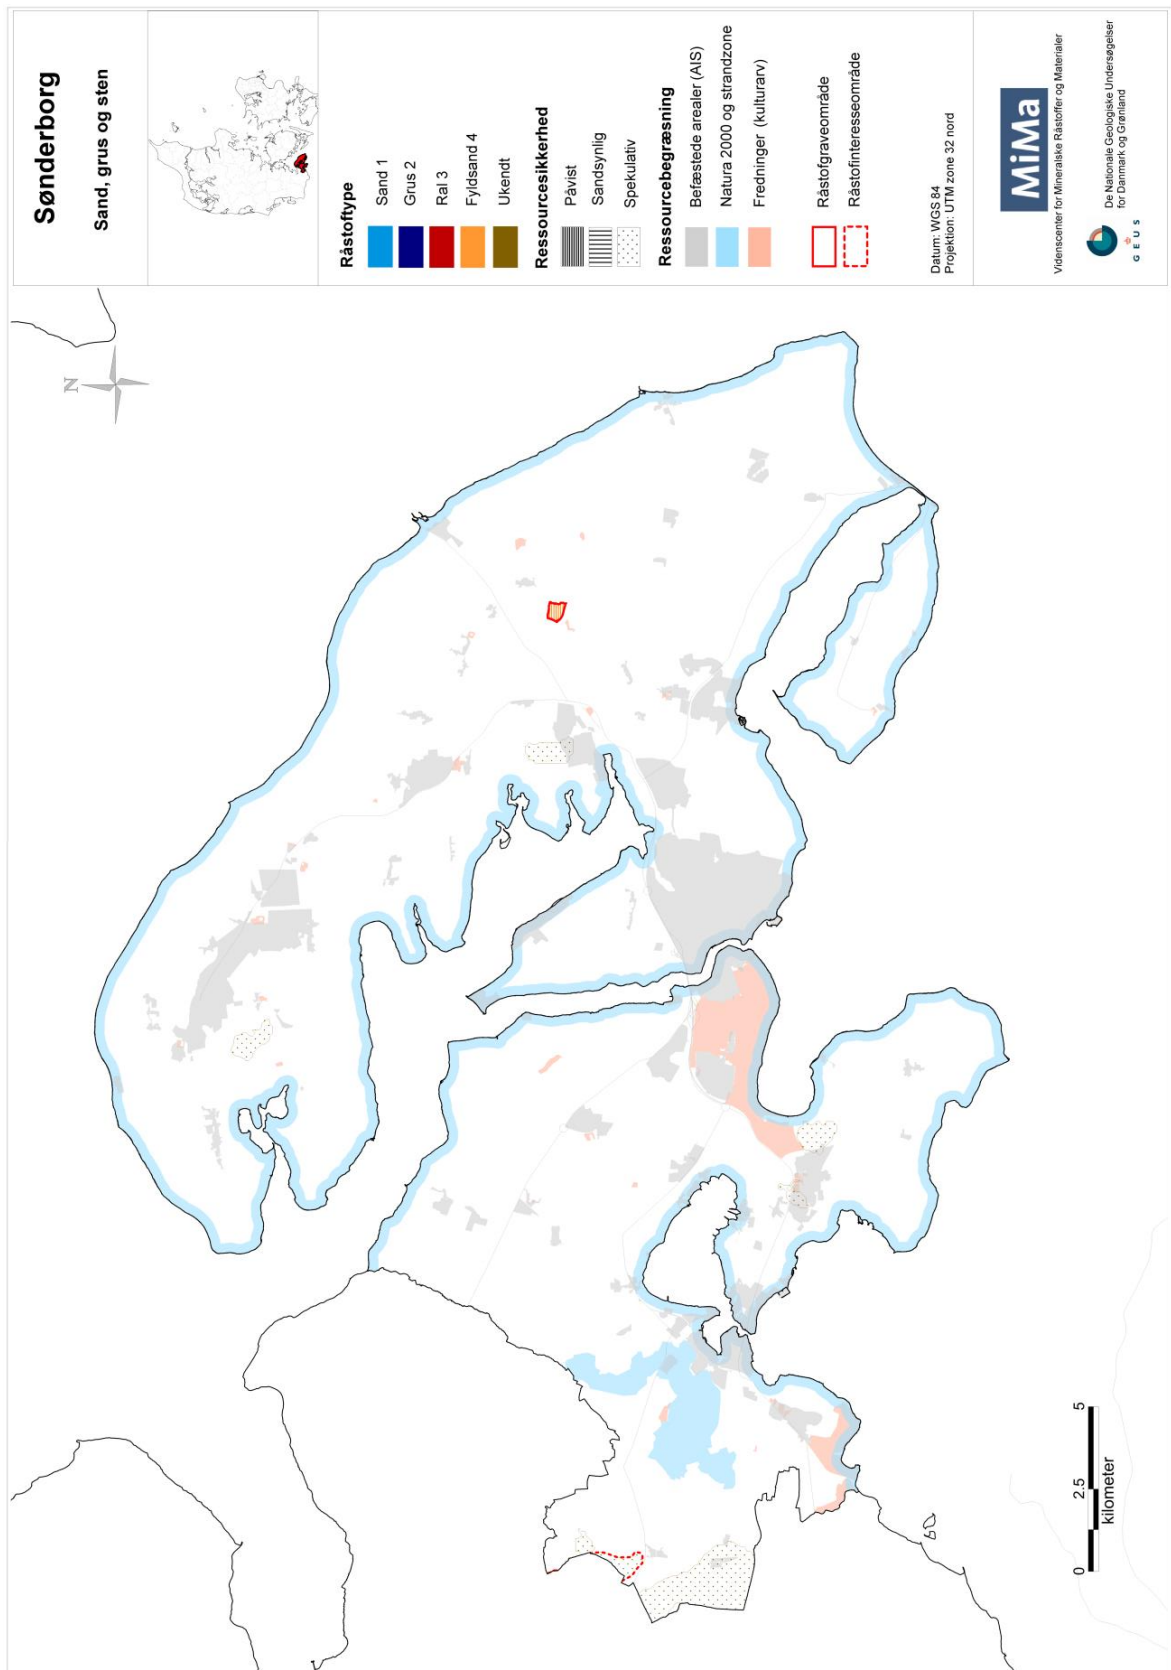 Sønderborg
Sand, grus og sten
Råstoftype
Sand 1
Grus 2
Ral 3
Fyldsand 4
Ukendt
Ressourcesikkerhed
Påvist
Sandsynlig
Spekulativ
Ressourcebegræsning
Befæstede arealer (AIS)
Natura 2000 og strandzone
Fredninger (kulturarv)
Råstofgraveområde
Råstofinteresseområde
Datum: WGS 84
Projektion: UTM zone 32 nord
MiMa
Videnscenter for Mineralske Råstoffer og Materialer
G E U S
De Nationale Geologiske Undersøgelser
for Danmark og Grønland
N
0 2.5 5
kilometer